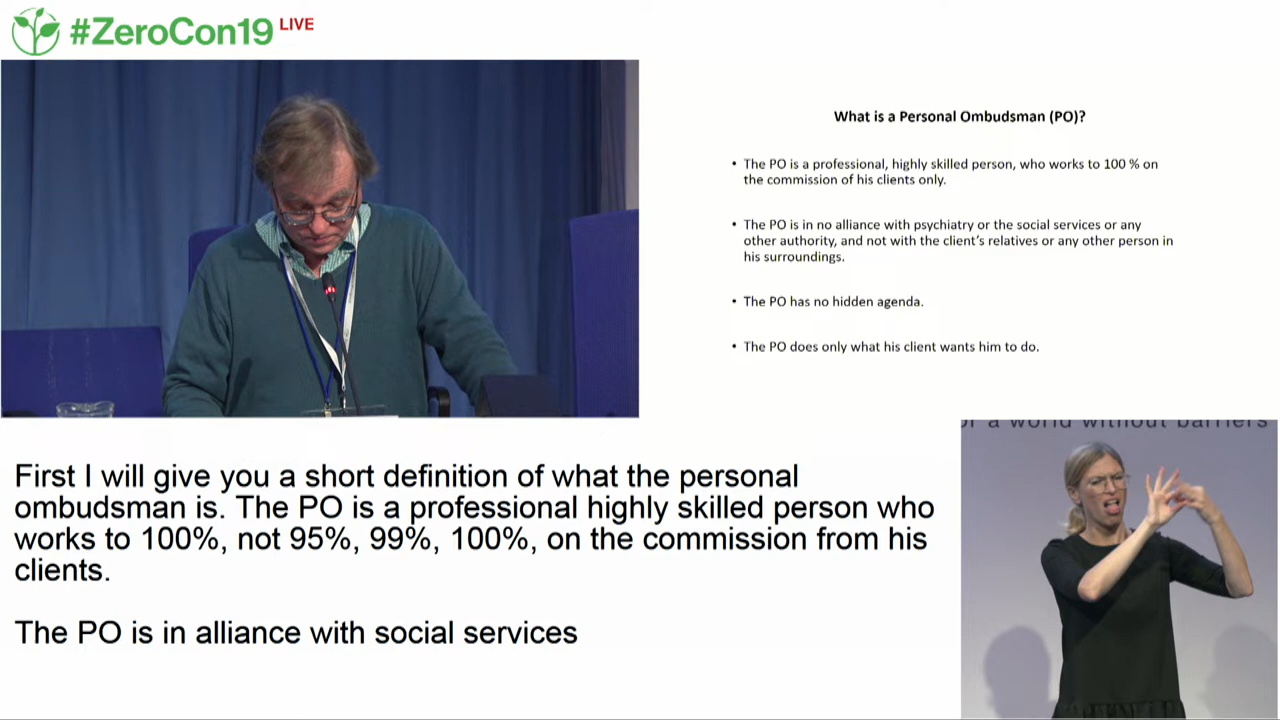 #ZeroCon19 LIVE
What is a Personal Ombudsman (PO)?
• The PO is a professional, highly skilled person, who works to 100 % on
the commission of his clients only.
• The PO is in no alliance with psychiatry or the social services or any
other authority, and not with the client's relatives or any other person in
his surroundings.
• The PO has no hidden agenda.
• The PO does only what his client wants him to do.
First I will give you a short definition of what the personal
ombudsman is. The PO is a professional highly skilled person who
works to 100%, not 95%, 99%, 100%, on the commission from his
clients.
The PO is in alliance with social services
a world without barriers